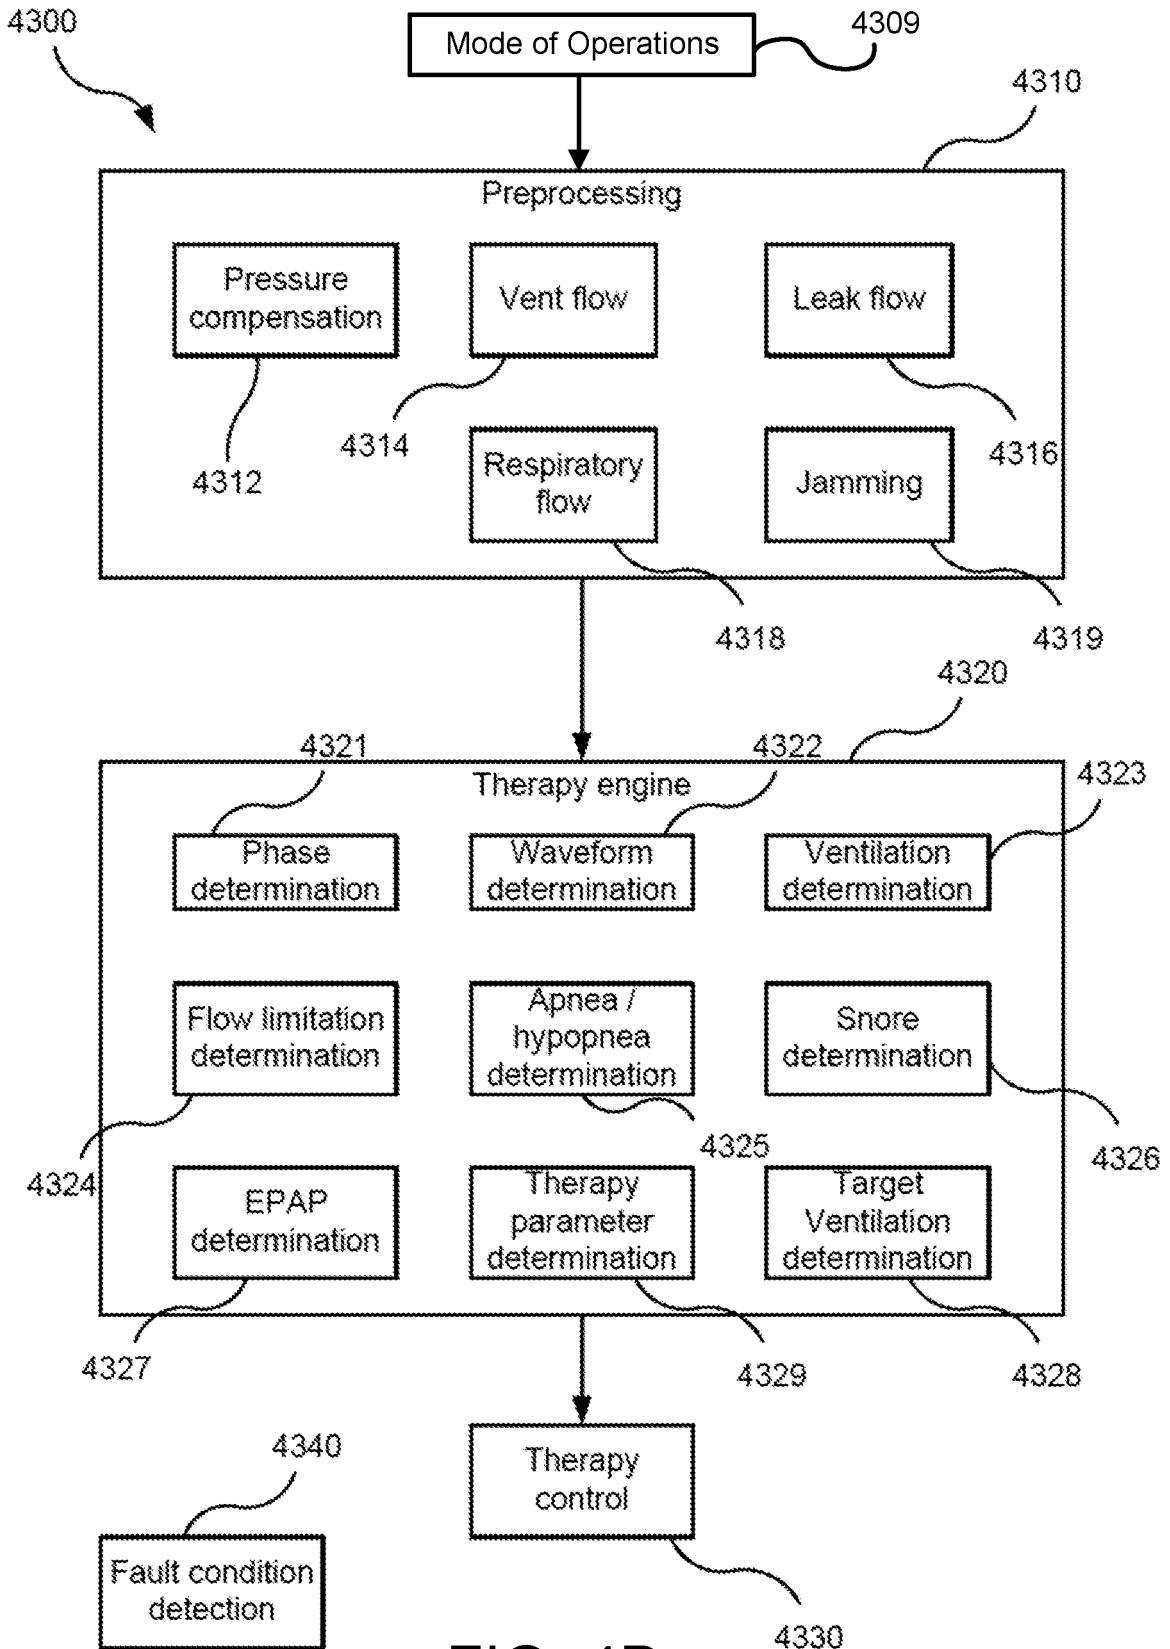 4300
Mode of Operations
4309
4310
Preprocessing
Pressure
compensation
Vent flow
Leak flow
4312
4314
4316
Respiratory
flow
Jamming
4318
4319
4320
4321
4322
4323
Therapy engine
Phase
determination
Waveform
determination
Ventilation
determination
Flow limitation
determination
Apnea /
hypopnea
determination
Snore
determination
4324
4325
4326
EPAP
determination
Therapy
parameter
determination
Target
Ventilation
determination
4327
4329
4328
4340
Therapy
control
Fault condition
detection
4330